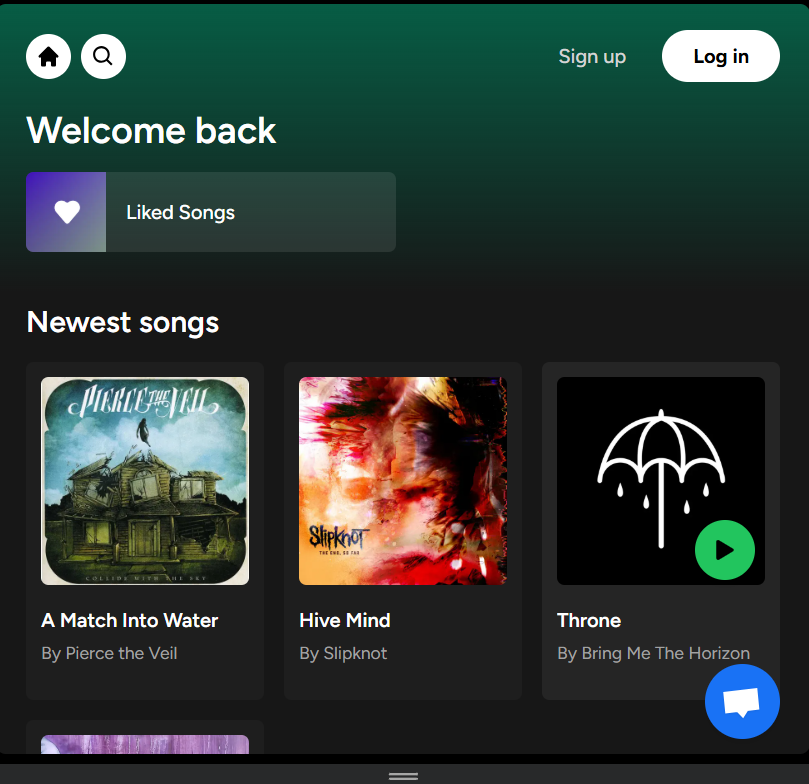 Sign up
Log in
Welcome back
Liked Songs
Newest songs
PIERCE THE VEIL
COLLIDE WITH THE SKY
SlipKnoT
THE END, SO FAR
A Match Into Water
By Pierce the Veil
Hive Mind
By Slipknot
Throne
By Bring Me The Horizon